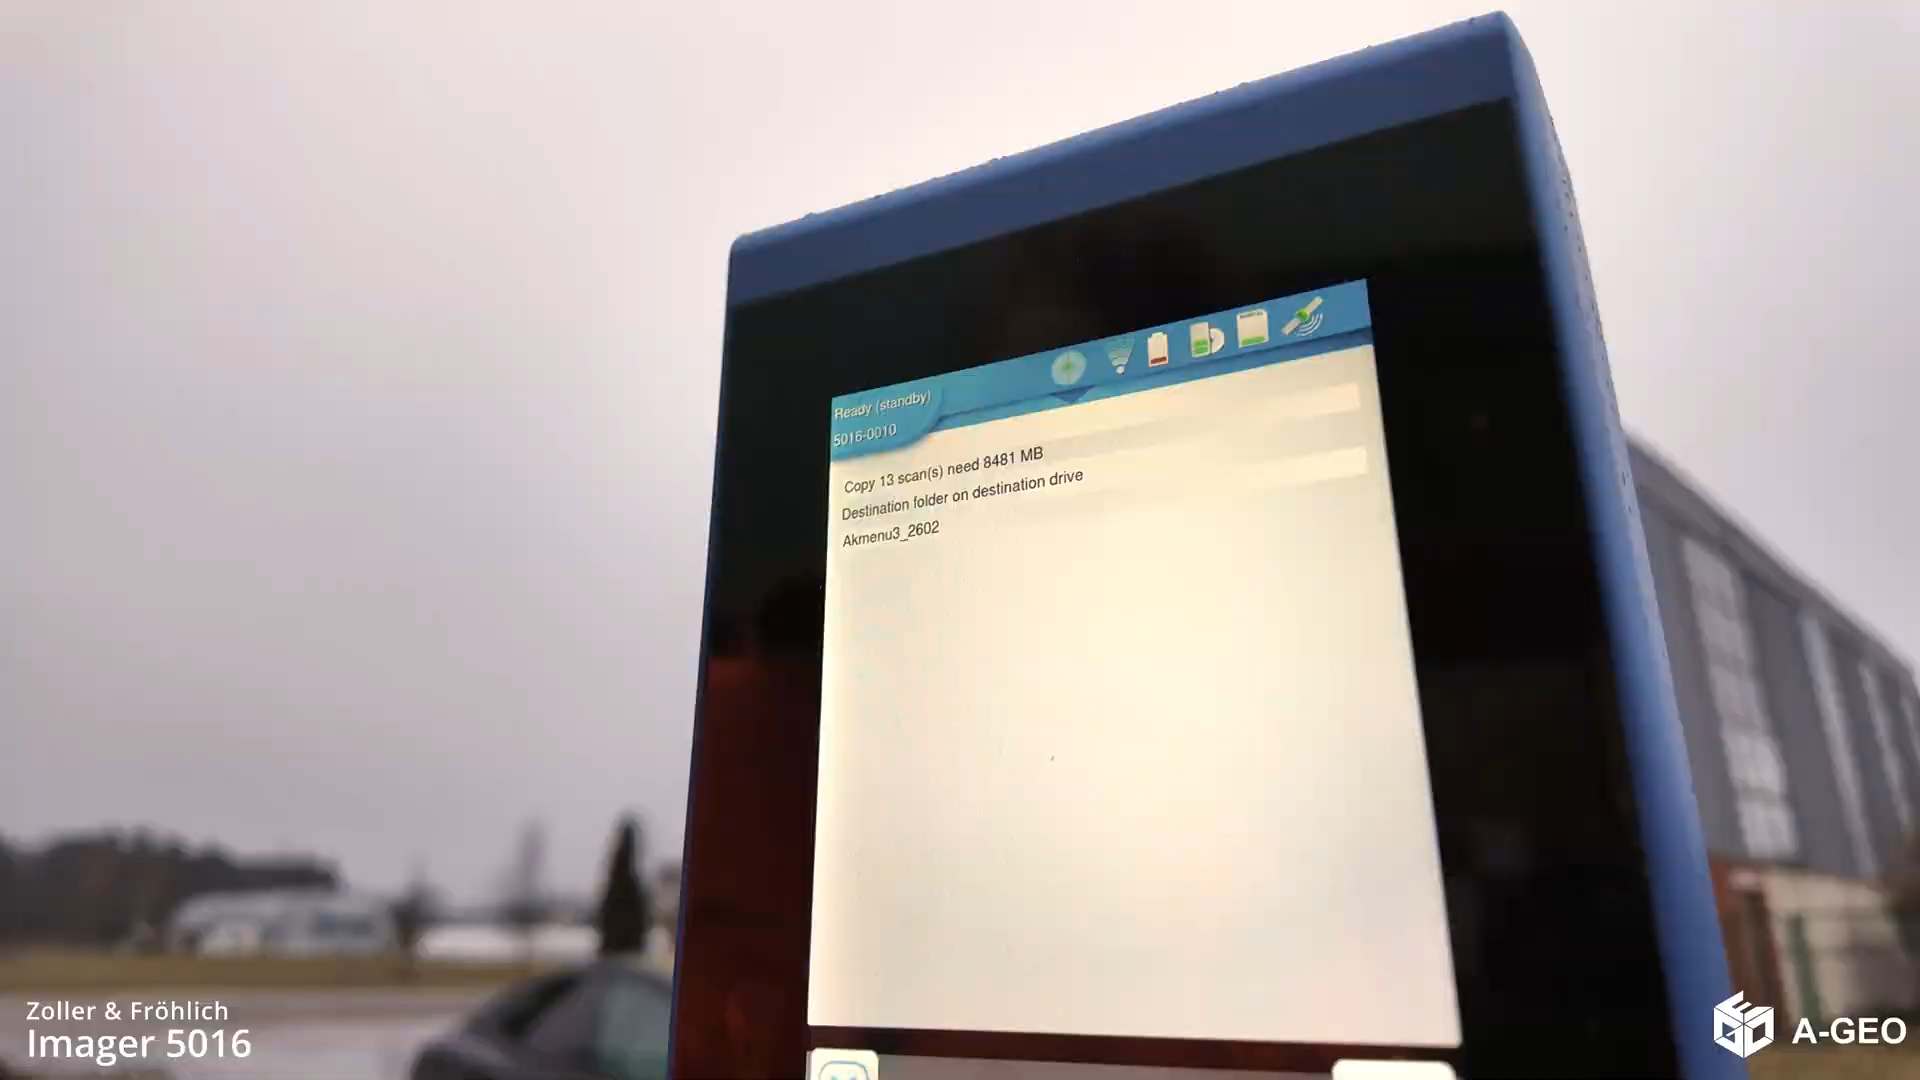 Ready (standby)
5016-0010
Copy 13 scan(s) need 8481 MB
Destination folder on destination drive
Akmenu3_2602
Zoller & Fröhlich
Imager 5016
A-GEO